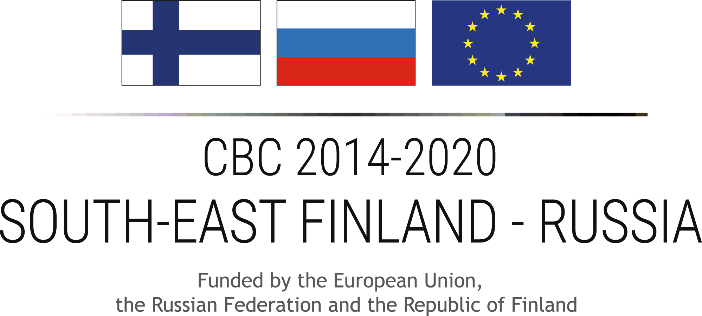 CBC 2014-2020
SOUTH-EAST FINLAND - RUSSIA
Funded by the European Union,
the Russian Federation and the Republic of Finland